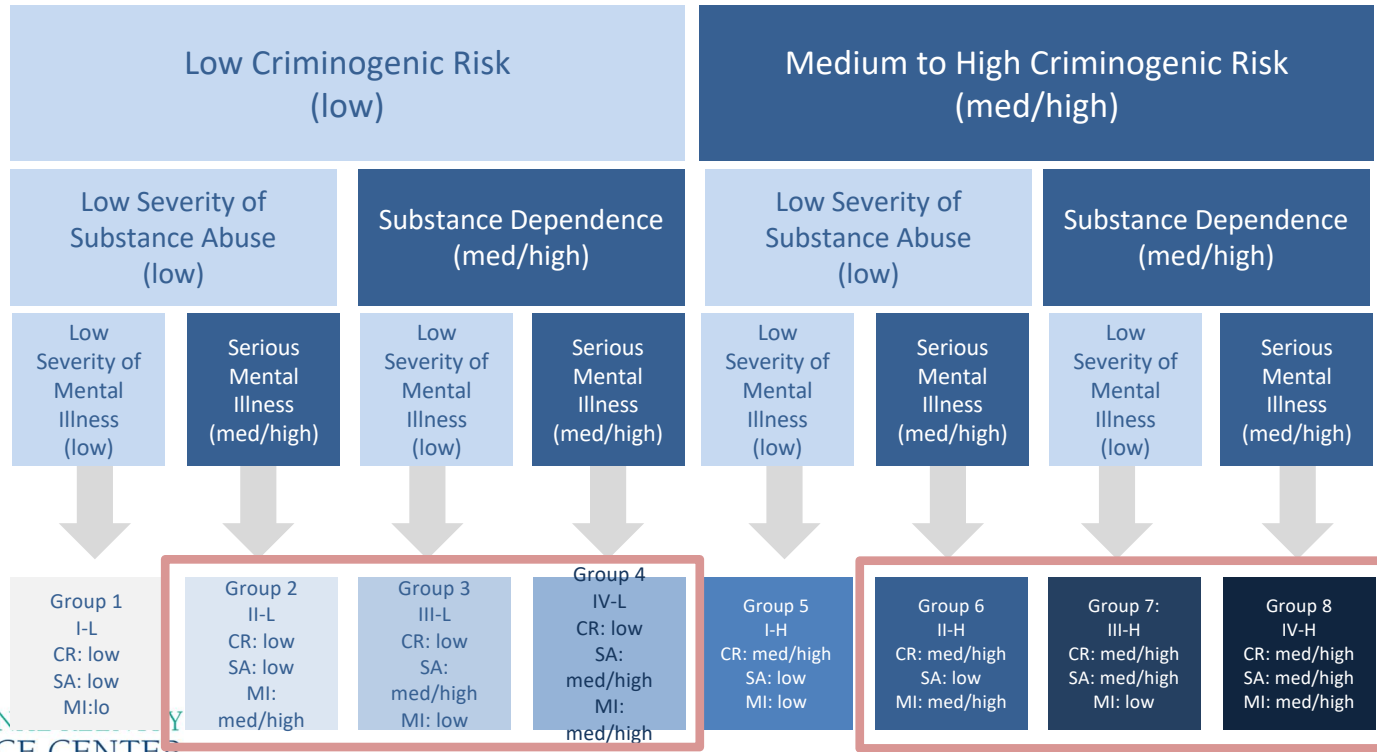 Low Criminogenic Risk
(low)
Medium to High Criminogenic Risk
(med/high)
Low Severity of
Substance Abuse
(low)
Substance Dependence
(med/high)
Low Severity of
Substance Abuse
(low)
Substance Dependence
(med/high)
Low
Severity of
Mental
Illness
(low)
Serious
Mental
Illness
(med/high)
Low
Severity of
Mental
Illness
(low)
Serious
Mental
Illness
(med/high)
Low
Severity of
Mental
Illness
(low)
Serious
Mental
Illness
(med/high)
Low
Severity of
Mental
Illness
(low)
Serious
Mental
Illness
(med/high)
Group 1
I-L
CR: low
SA: low
MI:lo
Group 2
II-L
CR: low
SA: low
MI:
med/high
Group 3
III-L
CR: low
SA:
med/high
MI: low
Group 4
IV-L
CR: low
SA:
med/high
MI:
med/high
Group 5
I-H
CR: med/high
SA: low
MI: low
Group 6
II-H
CR: med/high
SA: low
MI: med/high
Group 7:
III-H
CR: med/high
SA: med/high
MI: low
Group 8
IV-H
CR: med/high
SA: med/high
MI: med/high
CENTER